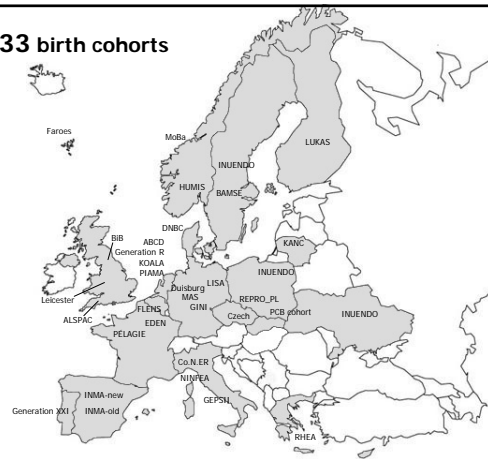 33 birth cohorts
Faroes
MoBa
LUKAS
INUENDO
HUMIS
BAMSE
DNBC
BiB
ABCD
Generation R
KOALA
PIAMA
KANC
INUENDO
Duisburg
LISA
MAS
GINI
REPRO_PL
Leicester
ALSPAC
FLEHS
Czech
PCB cohort
INUENDO
EDEN
PÉLAGIE
Co.N.ER
NINFEA
GEPSII
INMA-new
Generation XXI
INMA-old
RHEA